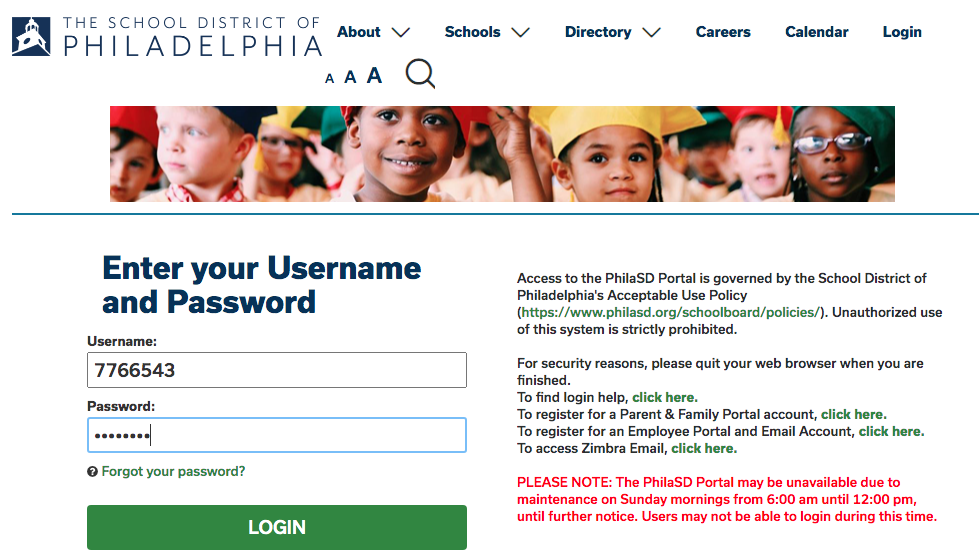 THE SCHOOL DISTRICT OF
PHILADELPHIA
About Schools Directory Careers Calendar Login
A A A
Enter your Username
and Password
Username:
7766543
Password:
••••••••
? Forgot your password?
LOGIN
Access to the PhilaSD Portal is governed by the School District of
Philadelphia's Acceptable Use Policy
(https://www.philasd.org/schoolboard/policies/). Unauthorized use
of this system is strictly prohibited.
For security reasons, please quit your web browser when you are
finished.
To find login help, click here.
To register for a Parent & Family Portal account, click here.
To register for an Employee Portal and Email Account, click here.
To access Zimbra Email, click here.
PLEASE NOTE: The PhilaSD Portal may be unavailable due to
maintenance on Sunday mornings from 6:00 am until 12:00 pm,
until further notice. Users may not be able to login during this time.